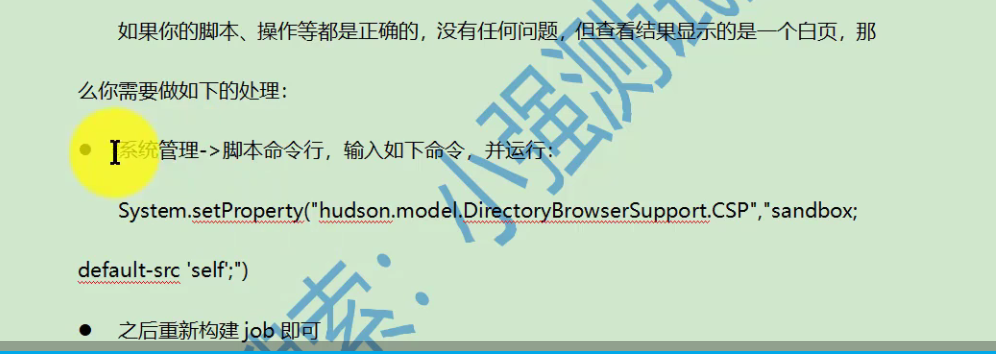 如果你的脚本、操作等都是正确的，没有任何问题，但查看结果显示的是一个白页，那
么你需要做如下的处理：
● 系统管理->脚本命令行，输入如下命令，并运行：
System.setProperty("hudson.model.DirectoryBrowserSupport.CSP","sandbox;
default-src 'self';")
● 之后重新构建 job 即可
索：小强测试